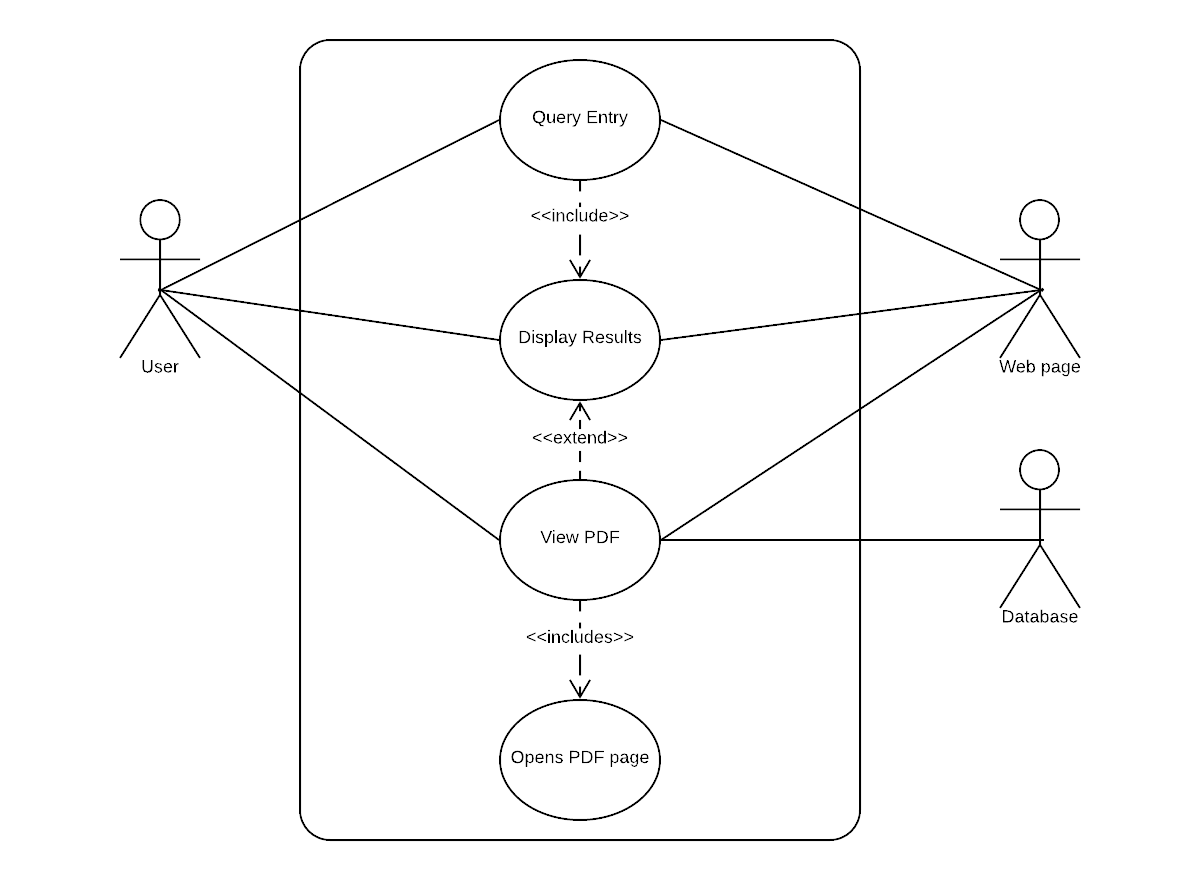 Query Entry
<<include>>
User
Display Results
Web page
<<extend>>
View PDF
Database
<<includes>>
Opens PDF page